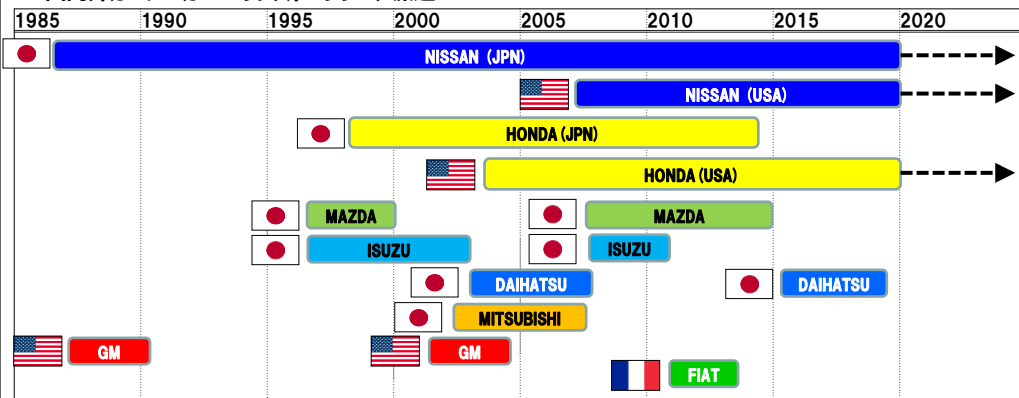 1985 1990 1995 2000 2005 2010 2015 2020
NISSAN (JPN)
NISSAN (USA)
HONDA (JPN)
HONDA (USA)
MAZDA MAZDA
ISUZU ISUZU
DAIHATSU DAIHATSU
MITSUBISHI
GM GM
FIAT